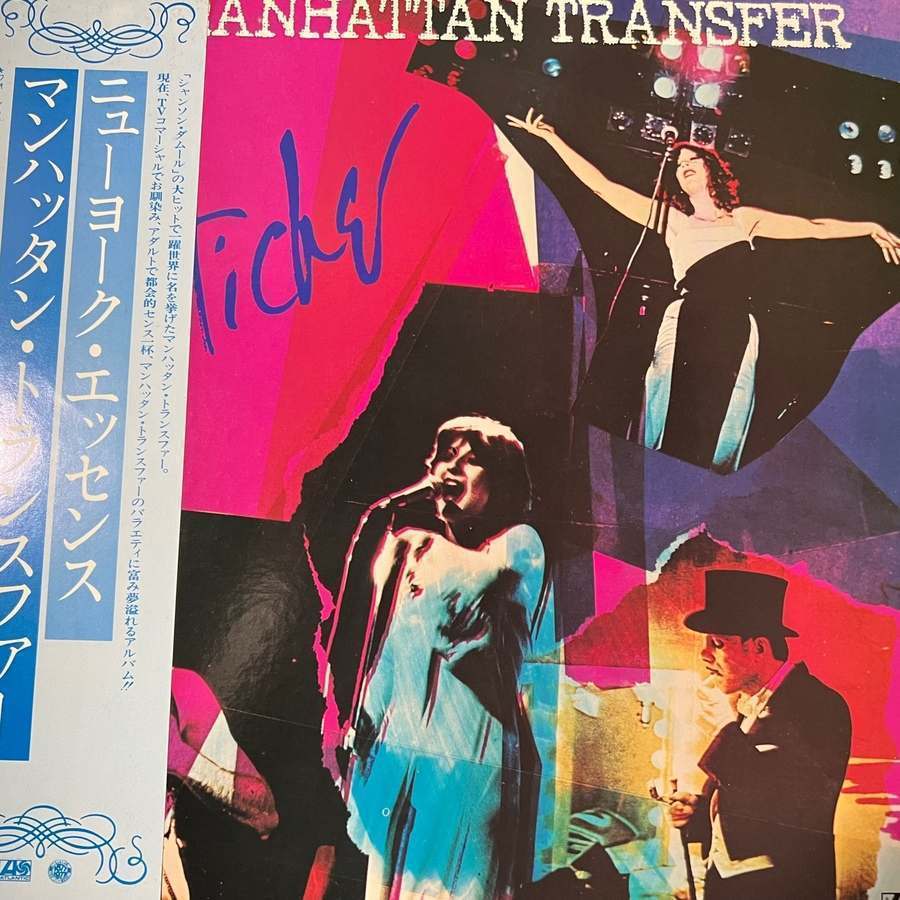 MANHATTAN TRANSFER
tiche
ニューヨーク・エッセンス
マンハッタン・トランスファー
「シャンソン・ダムール」の大ヒットで一躍世界に名を挙げたマンハッタン・トランスファー。
現在、TVコマーシャルでお馴染み、アダルトで都会的センス一杯、マンハッタン・トランスファーのバラエティに富み夢溢れるアルバム!!
ATLANTIC